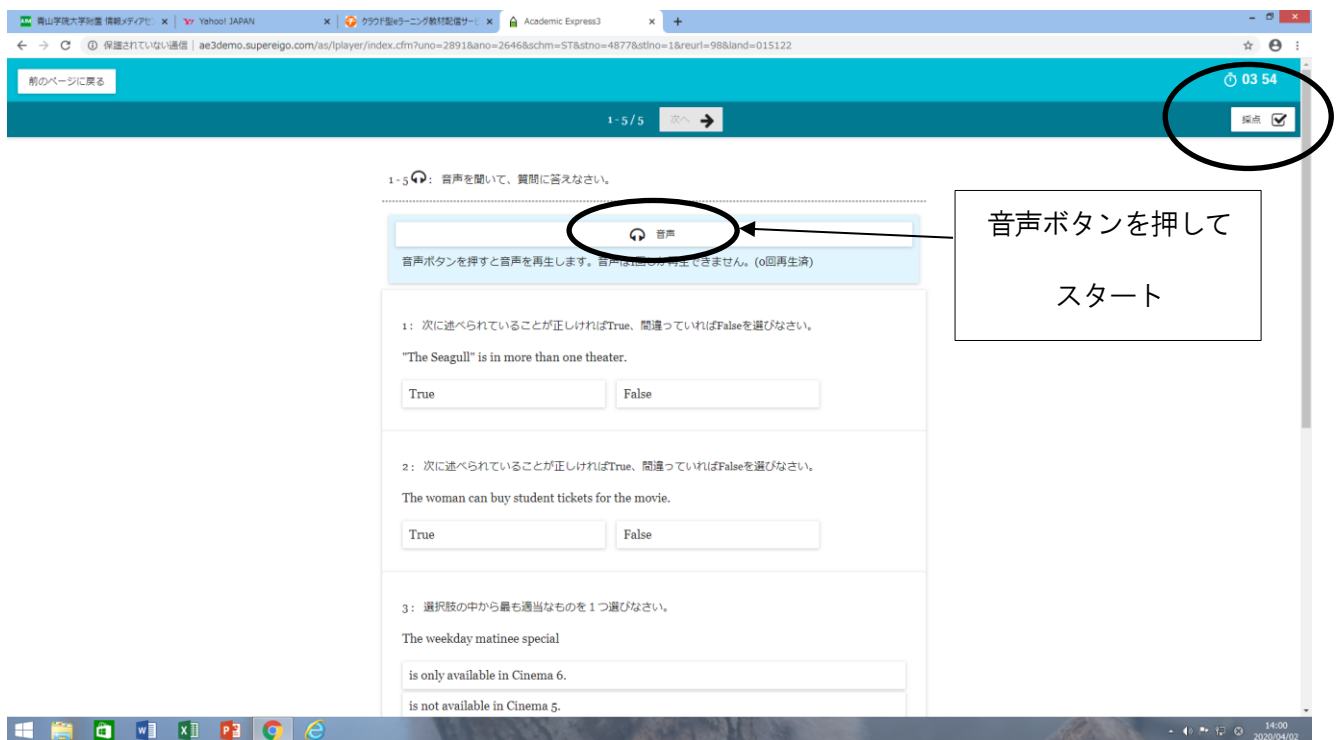 青山学院大学附置 情報メディアセン
Yahoo! JAPAN
クラウド型eラーニング教材配信サービ
Academic Express3
保護されていない通信 | ae3demo.supereigo.com/as/lplayer/index.cfm?uno=2891&ano=2646&schm=ST&stno=4877&stlno=1&reurl=98&land=015122
前のページに戻る
03 54
1-5/5 次へ
採点
1-5: 音声を聞いて、質問に答えなさい。
音声
音声ボタンを押すと音声を再生します。音声は1回しか再生できません。(0回再生済)
音声ボタンを押して
スタート
1: 次に述べられていることが正しければTrue、間違っていればFalseを選びなさい。
"The Seagull" is in more than one theater.
True False
2: 次に述べられていることが正しければTrue、間違っていればFalseを選びなさい。
The woman can buy student tickets for the movie.
True False
3: 選択肢の中から最も適当なものを1つ選びなさい。
The weekday matinee special
is only available in Cinema 6.
is not available in Cinema 5.
14:00
2020/04/02